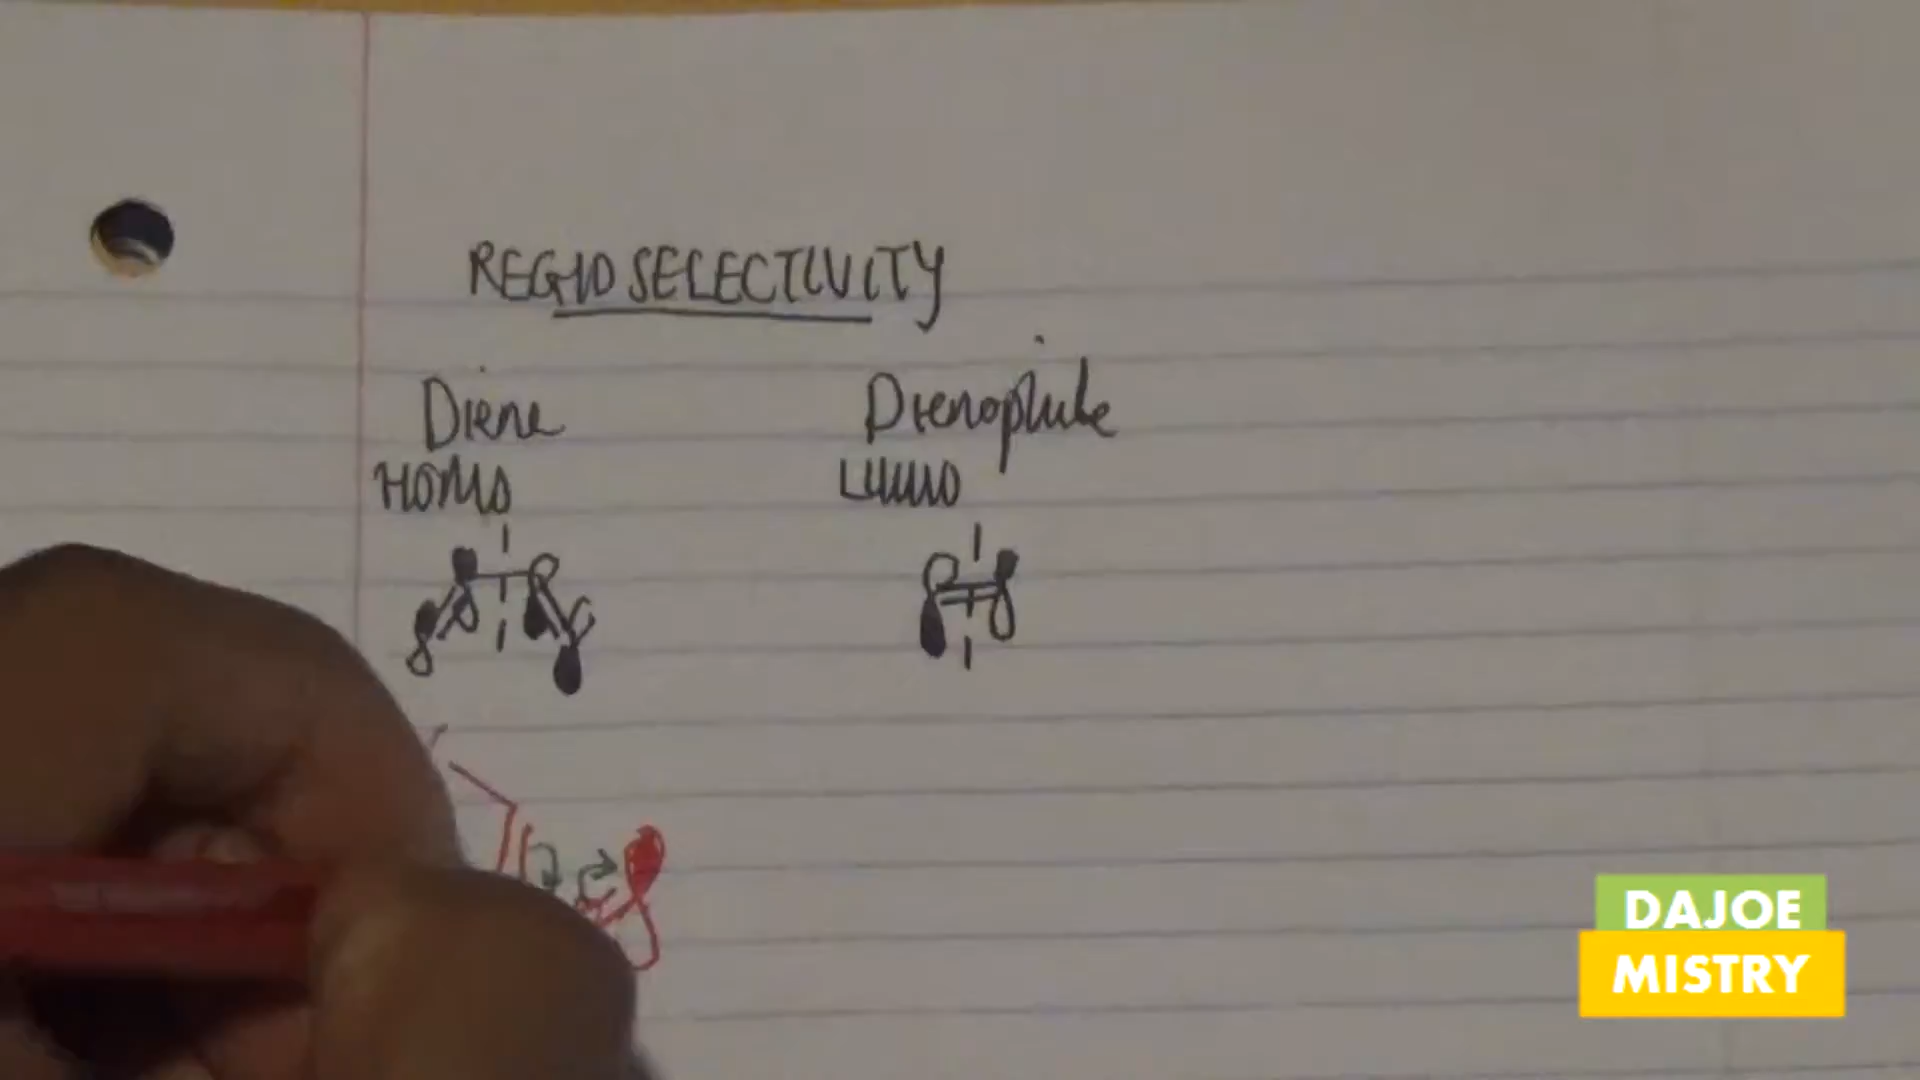 REGIOSELECTIVITY
Diene
Dienophile
HOMO
LUMO
DAJOE
MISTRY